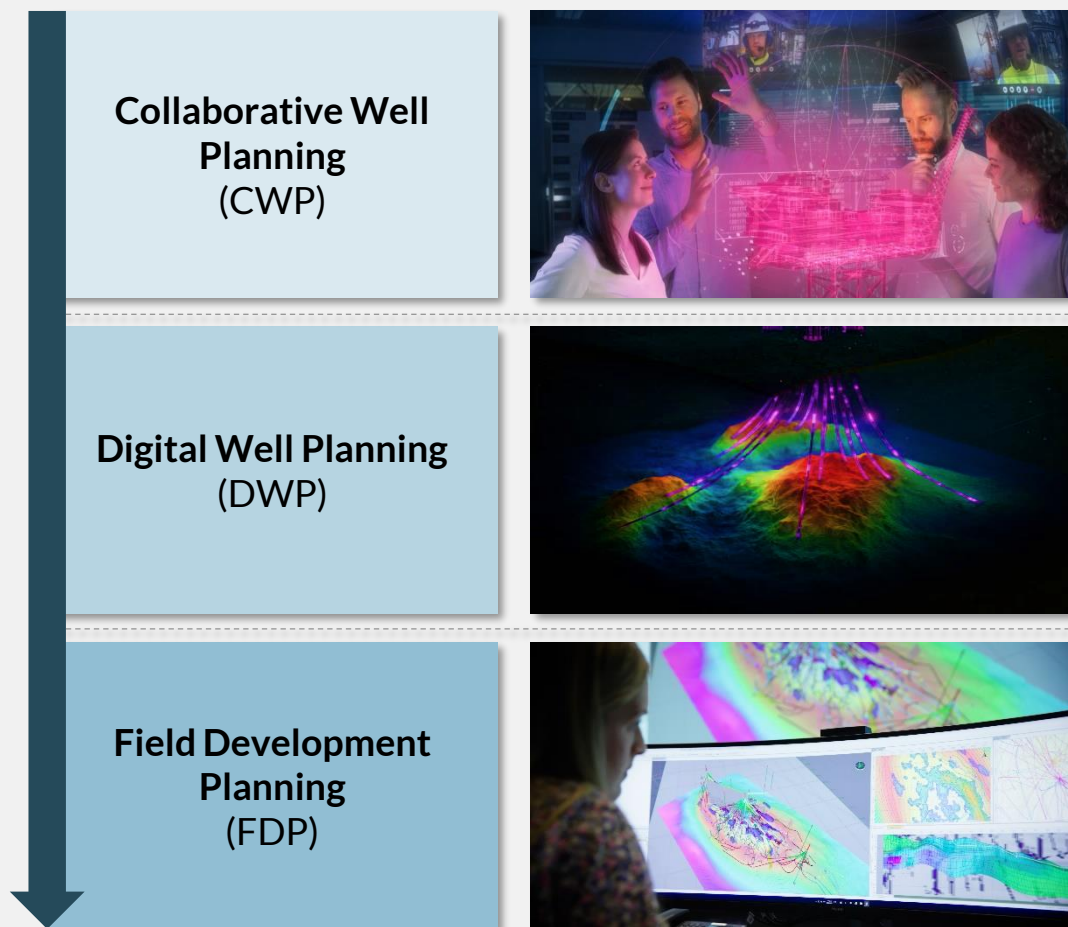 Collaborative Well
Planning
(CWP)
Digital Well Planning
(DWP)
Field Development
Planning
(FDP)